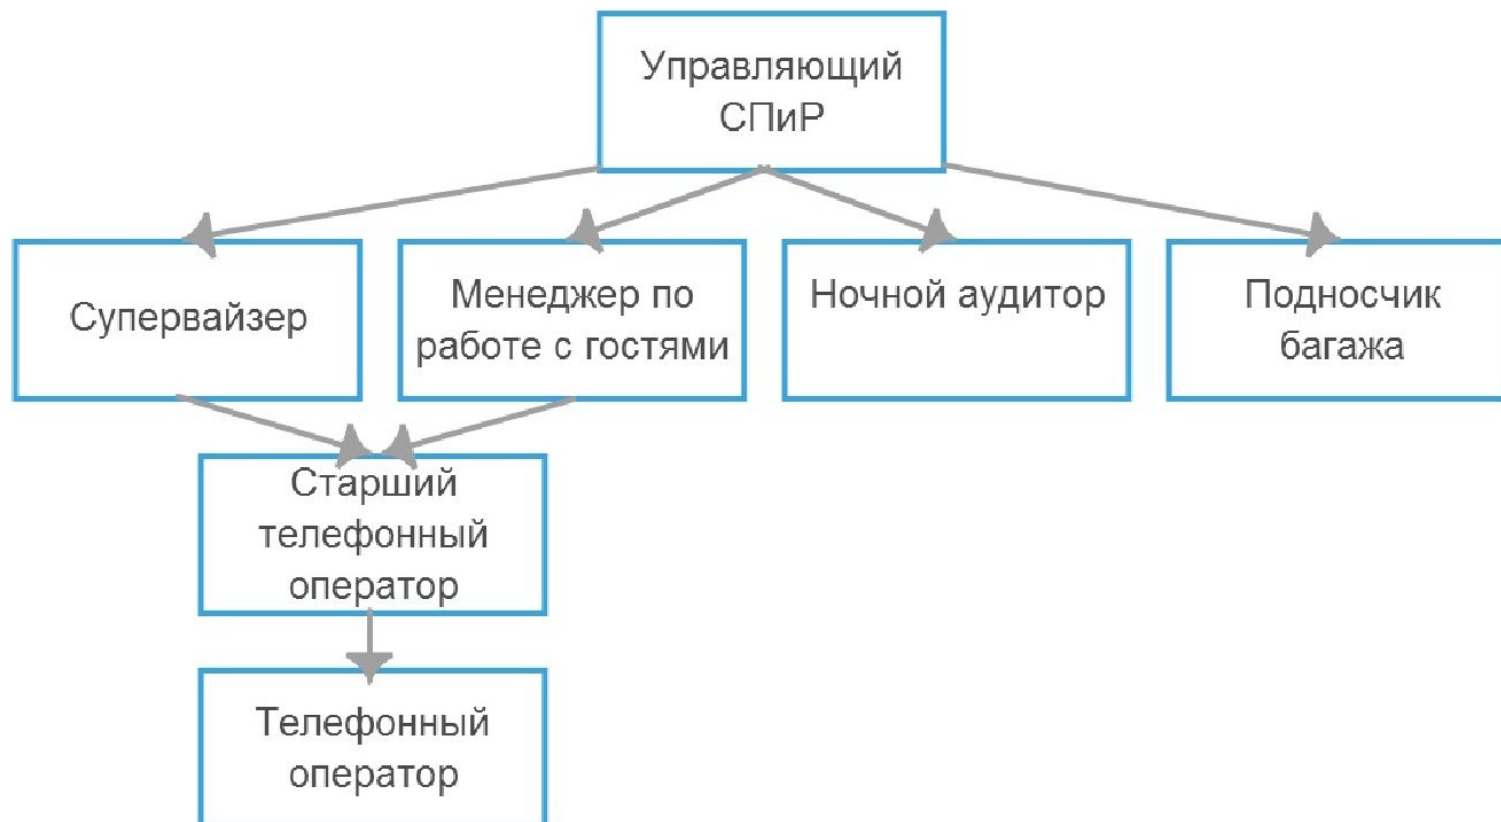 Управляющий
СПиР
Супервайзер
Менеджер по
работе с гостями
Ночной аудитор
Подносчик
багажа
Старший
телефонный
оператор
Телефонный
оператор